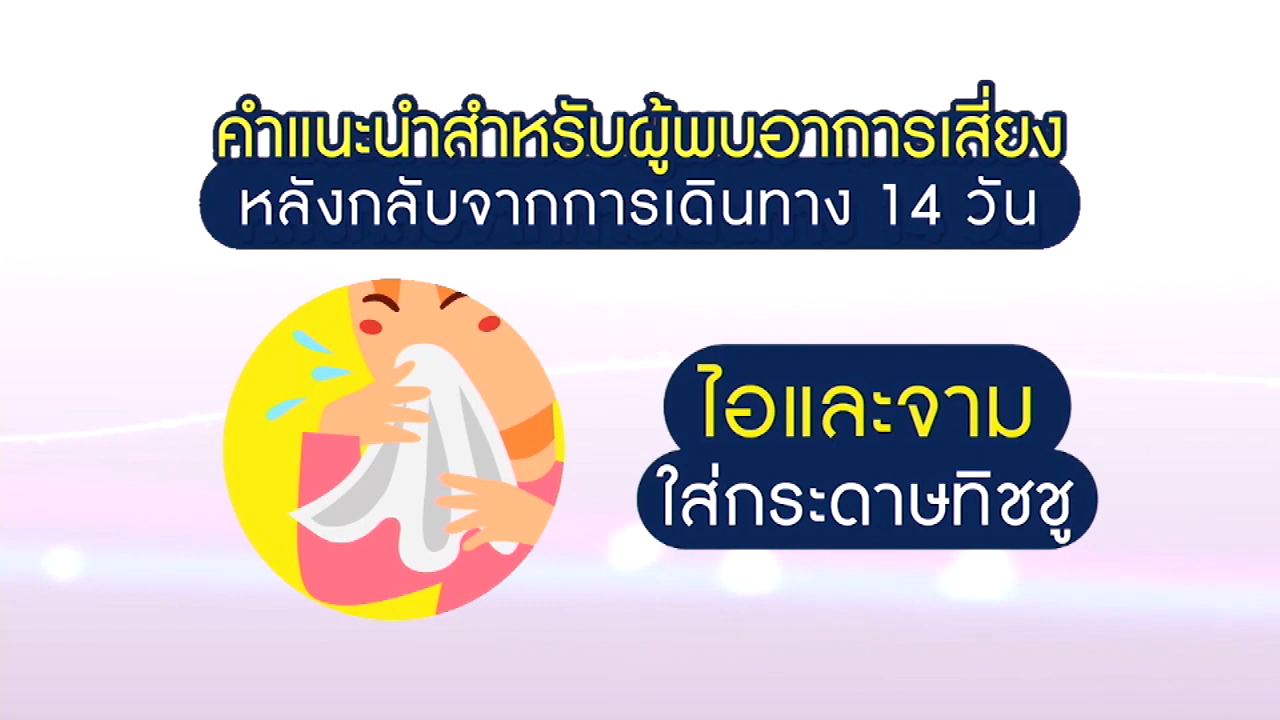 คำแนะนำสำหรับผู้พบอาการเสี่ยง
หลังกลับจากการเดินทาง 14 วัน
ไอและจาม
ใส่กระดาษทิชชู